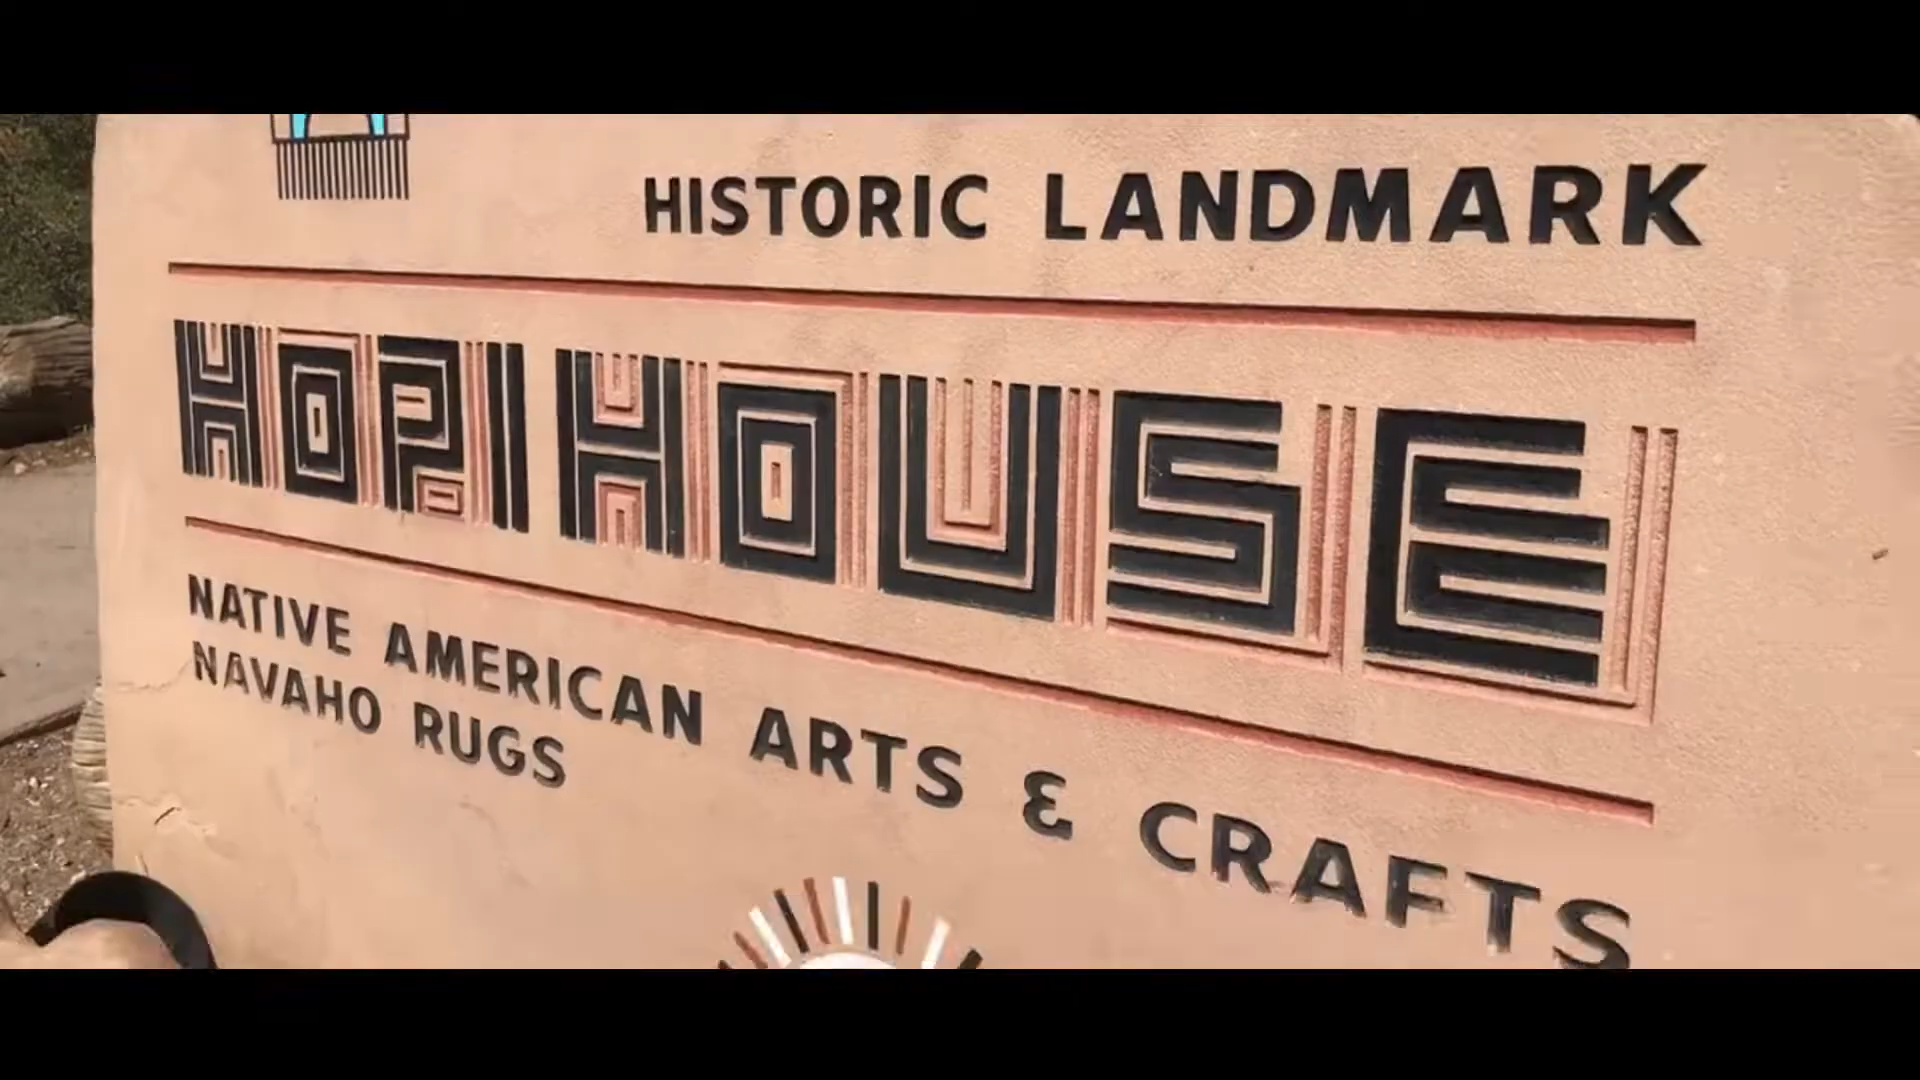 HISTORIC LANDMARK
HOPI HOUSE
NATIVE AMERICAN ARTS & CRAFTS
NAVAHO RUGS